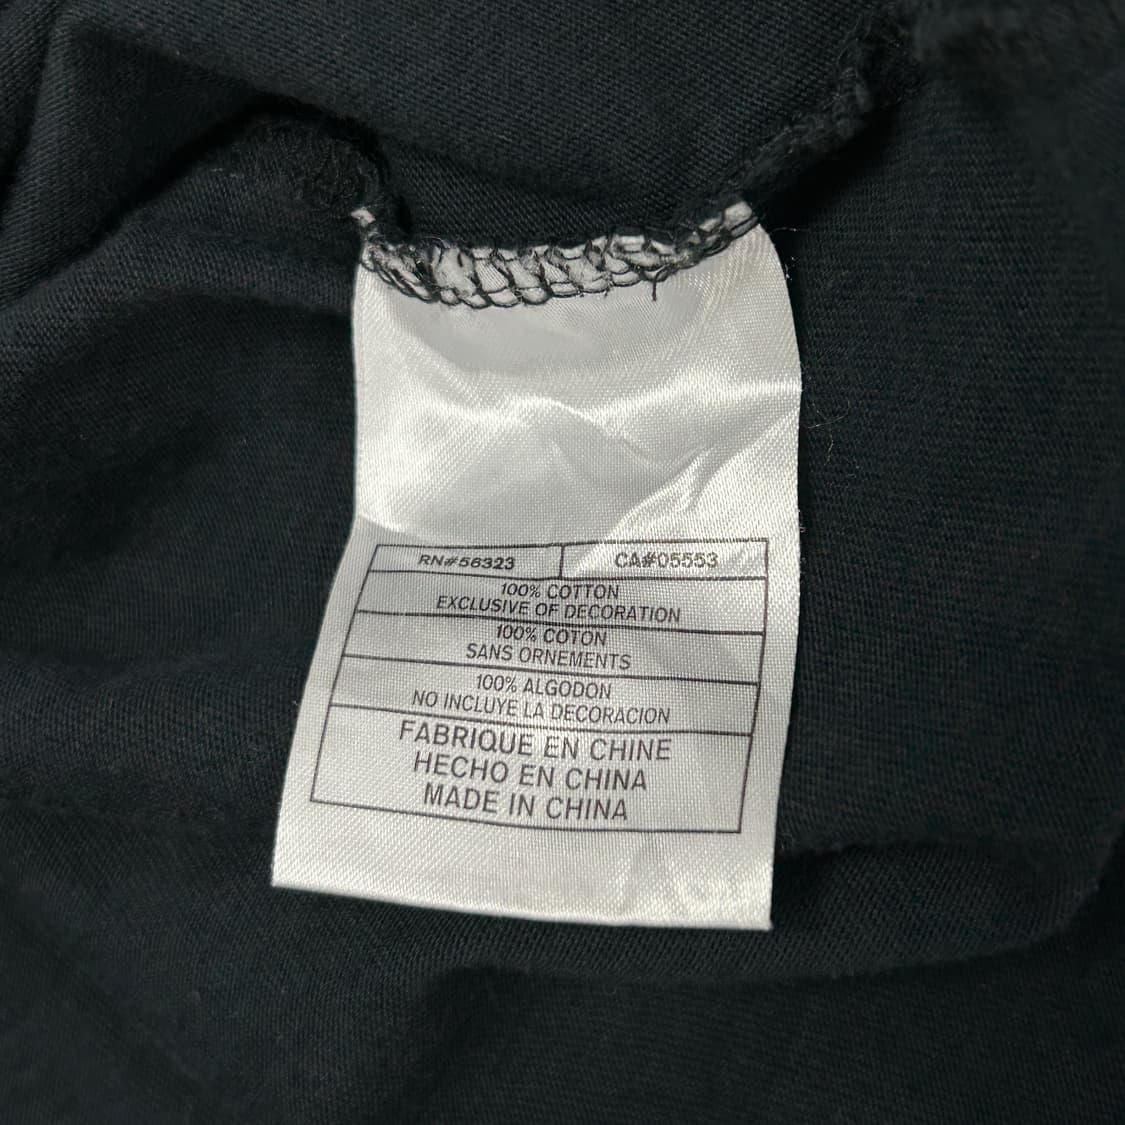 RN#56323 CA#05553
100% COTTON
EXCLUSIVE OF DECORATION
100% COTON
SANS ORNEMENTS
100% ALGODON
NO INCLUYE LA DECORACION
FABRIQUE EN CHINE
HECHO EN CHINA
MADE IN CHINA